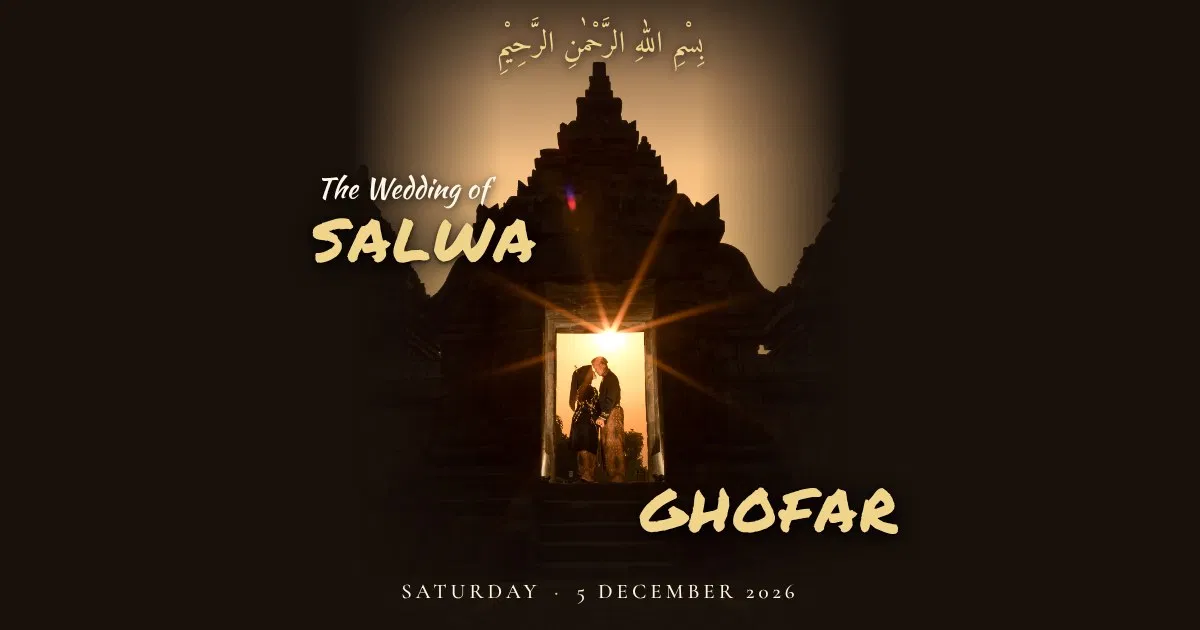 بِسْمِ اللهِ الرَّحْمٰنِ الرَّحِيْمِ
The Wedding of
SALWA
GHOFAR
SATURDAY · 5 DECEMBER 2026